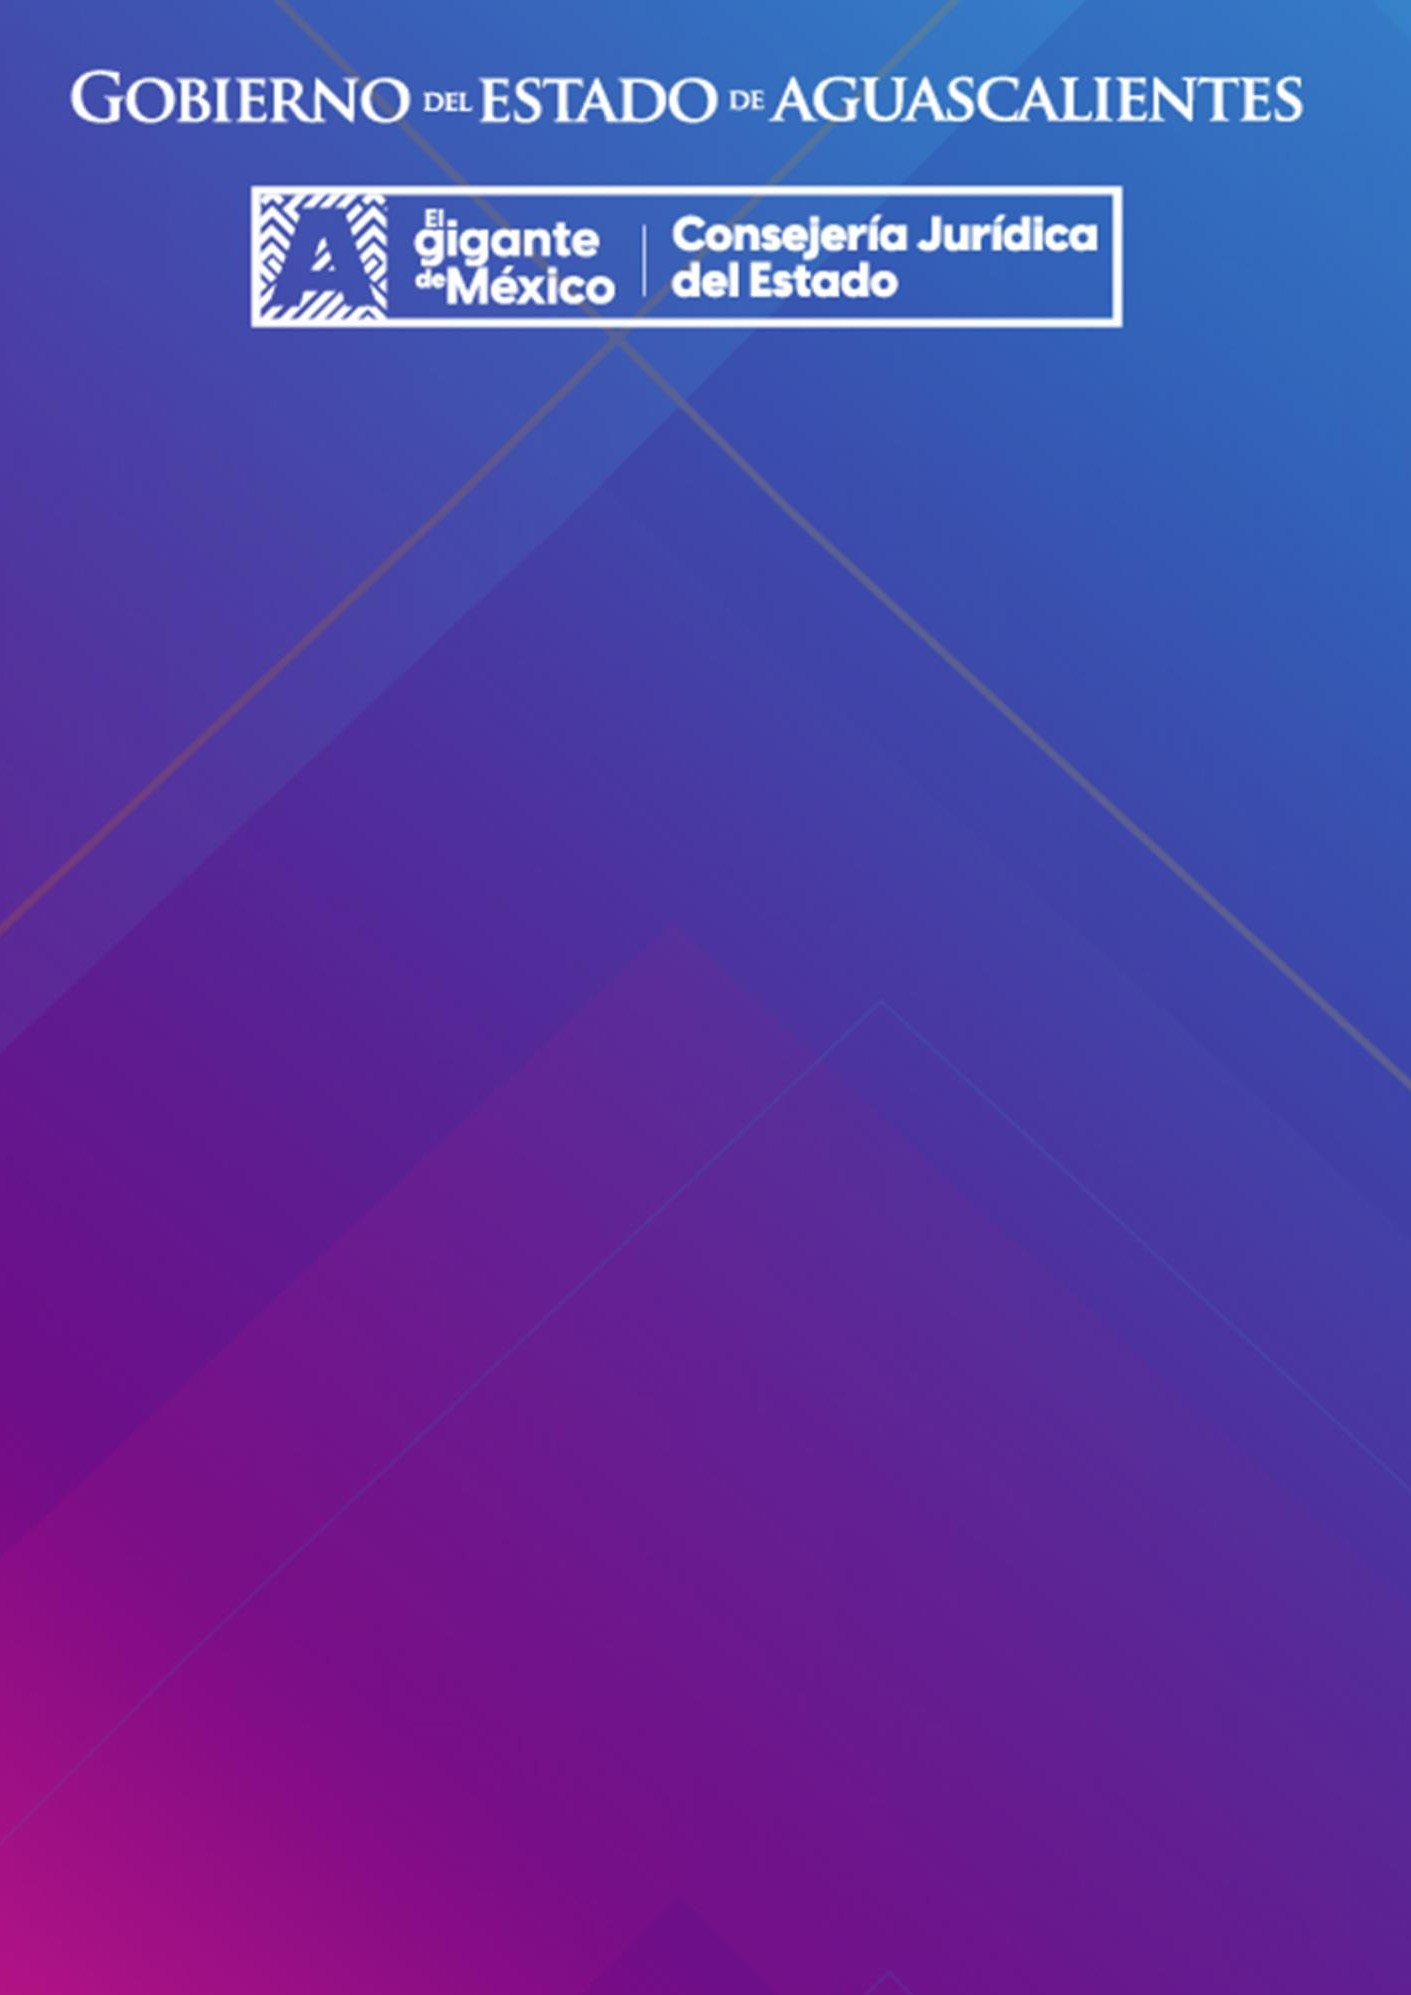 GOBIERNO DEL ESTADO DE AGUASCALIENTES
El gigante de México
Consejería Jurídica
del Estado